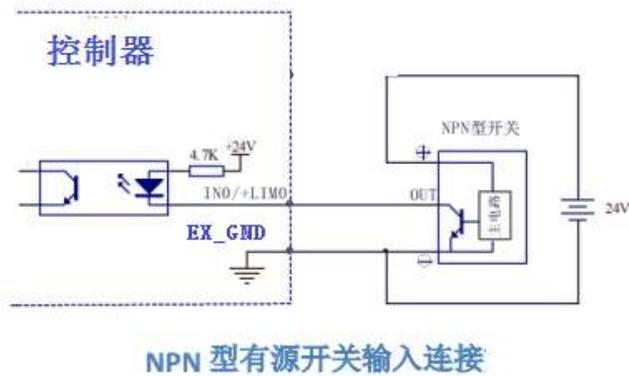 控制器
NPN型开关
4.7K
+24V
IN0/+LIM0
OUT
主电路
24V
EX_GND
NPN 型有源开关输入连接